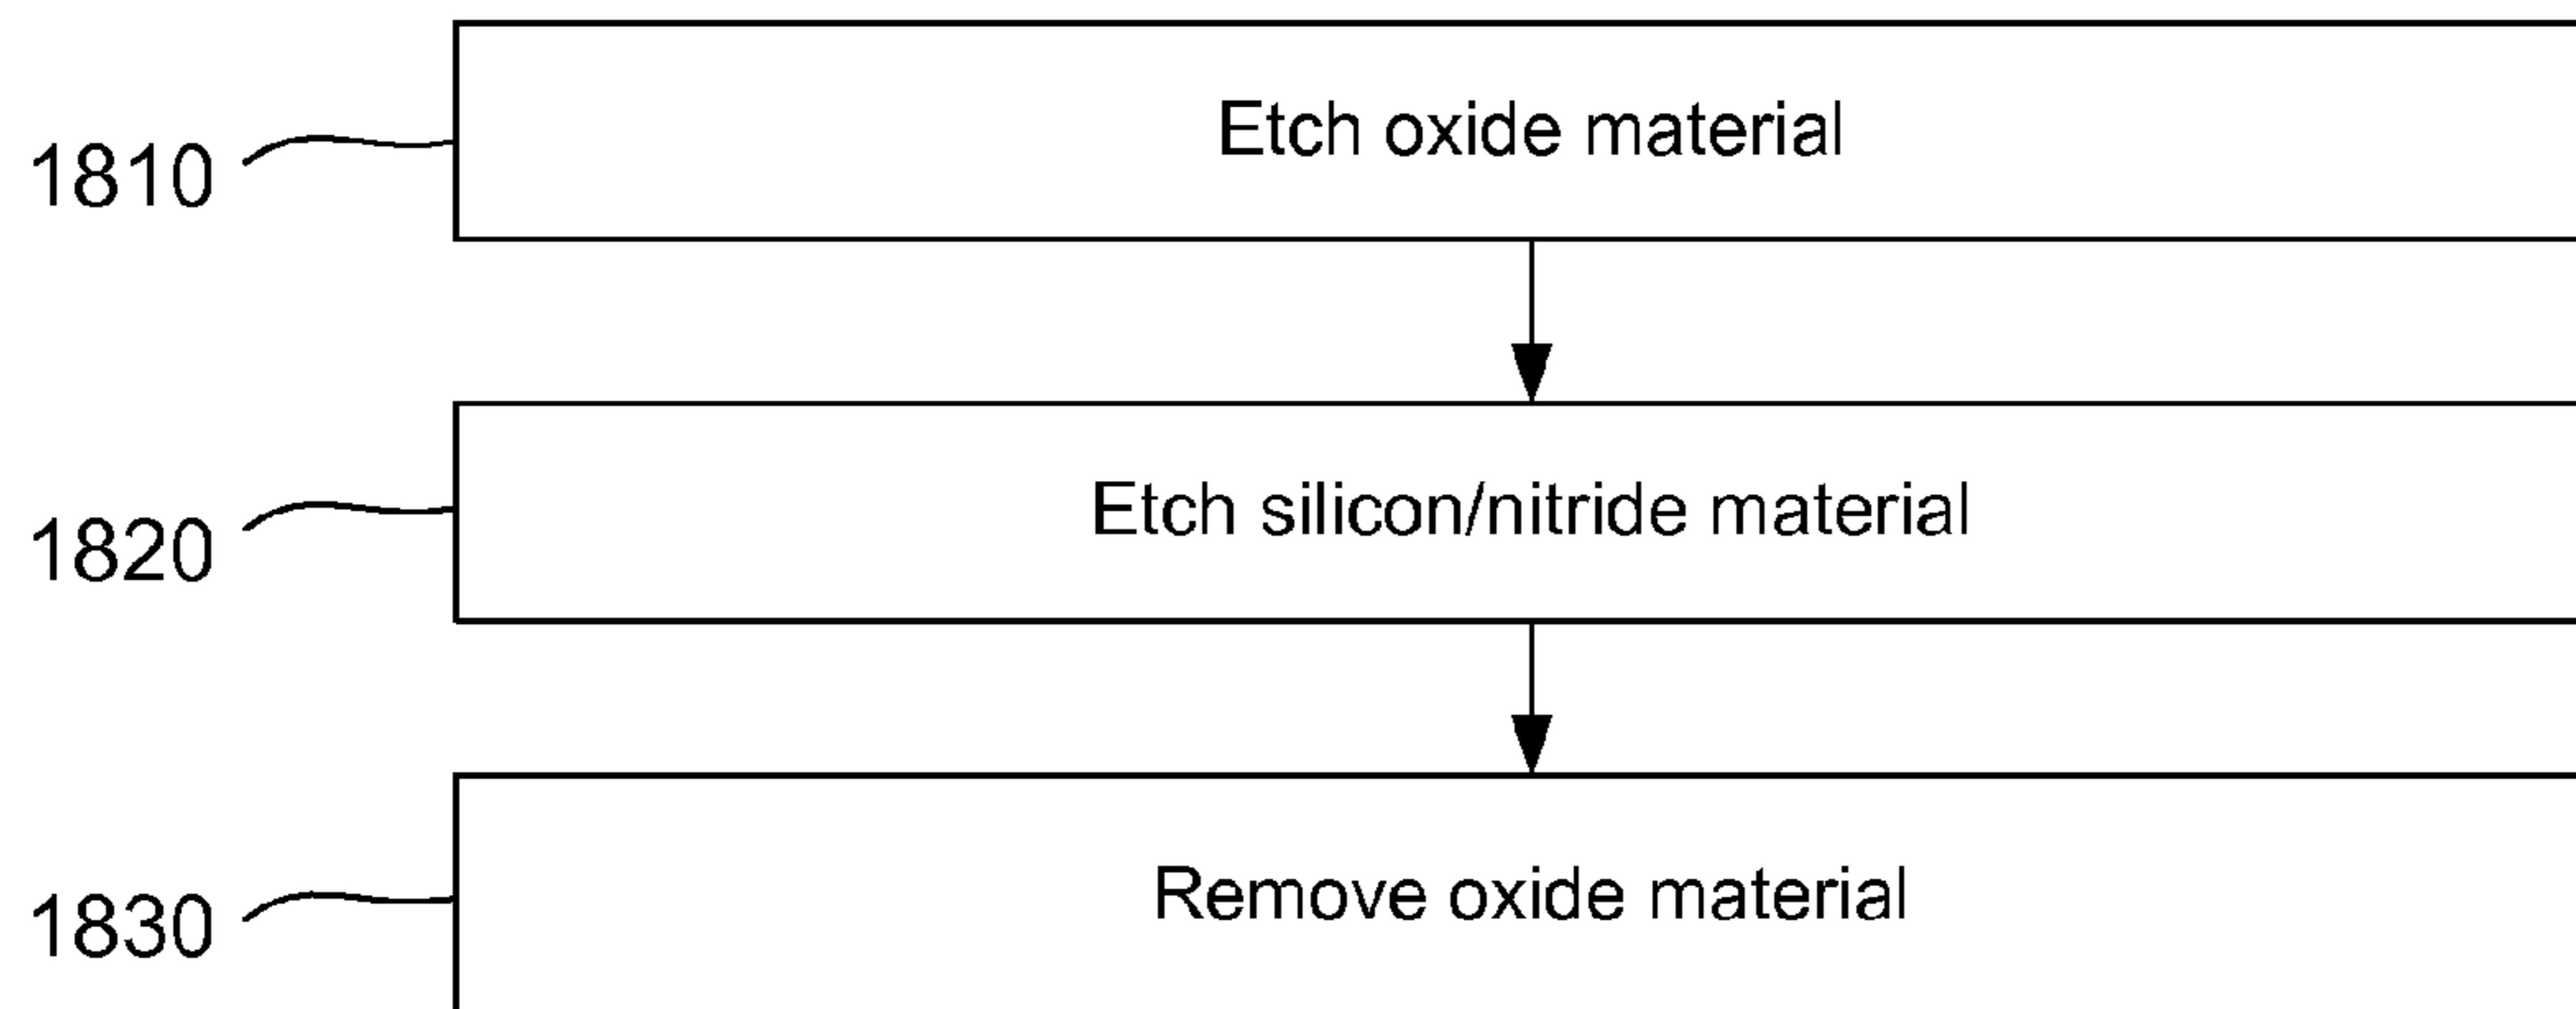 Etch oxide material
1810
Etch silicon/nitride material
1820
Remove oxide material
1830